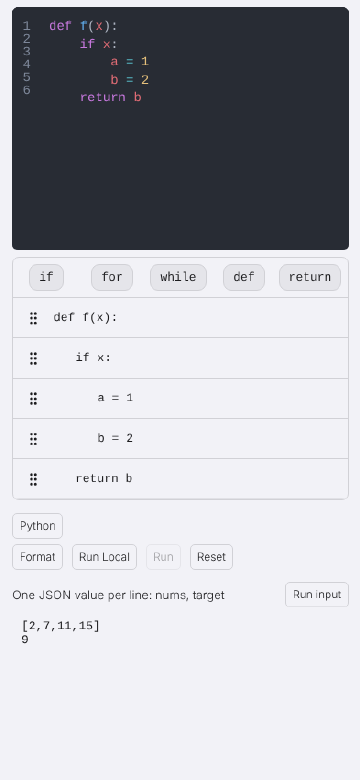 1 def f(x):
2     if x:
3         a = 1
4         b = 2
5     return b
6
if for while def return
def f(x):
if x:
a = 1
b = 2
return b
Python
Format Run Local Run Reset
One JSON value per line: nums, target Run input
[2,7,11,15]
9